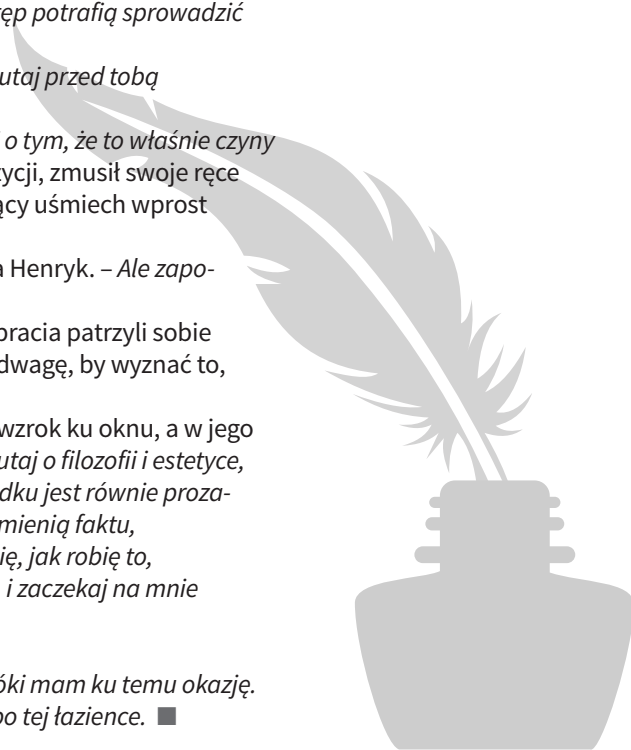 ęp potrafią sprowadzić
utaj przed tobą
o tym, że to właśnie czyny
ycji, zmusił swoje ręce
ący uśmiech wprost
a Henryk. – Ale zapo-
bracia patrzyli sobie
dwagę, by wyznać to,
wzrok ku oknu, a w jego
utaj o filozofii i estetyce,
dku jest równie proza-
mienią faktu,
ię, jak robię to,
i zaczekaj na mnie
óki mam ku temu okazję.
po tej łazience. ■